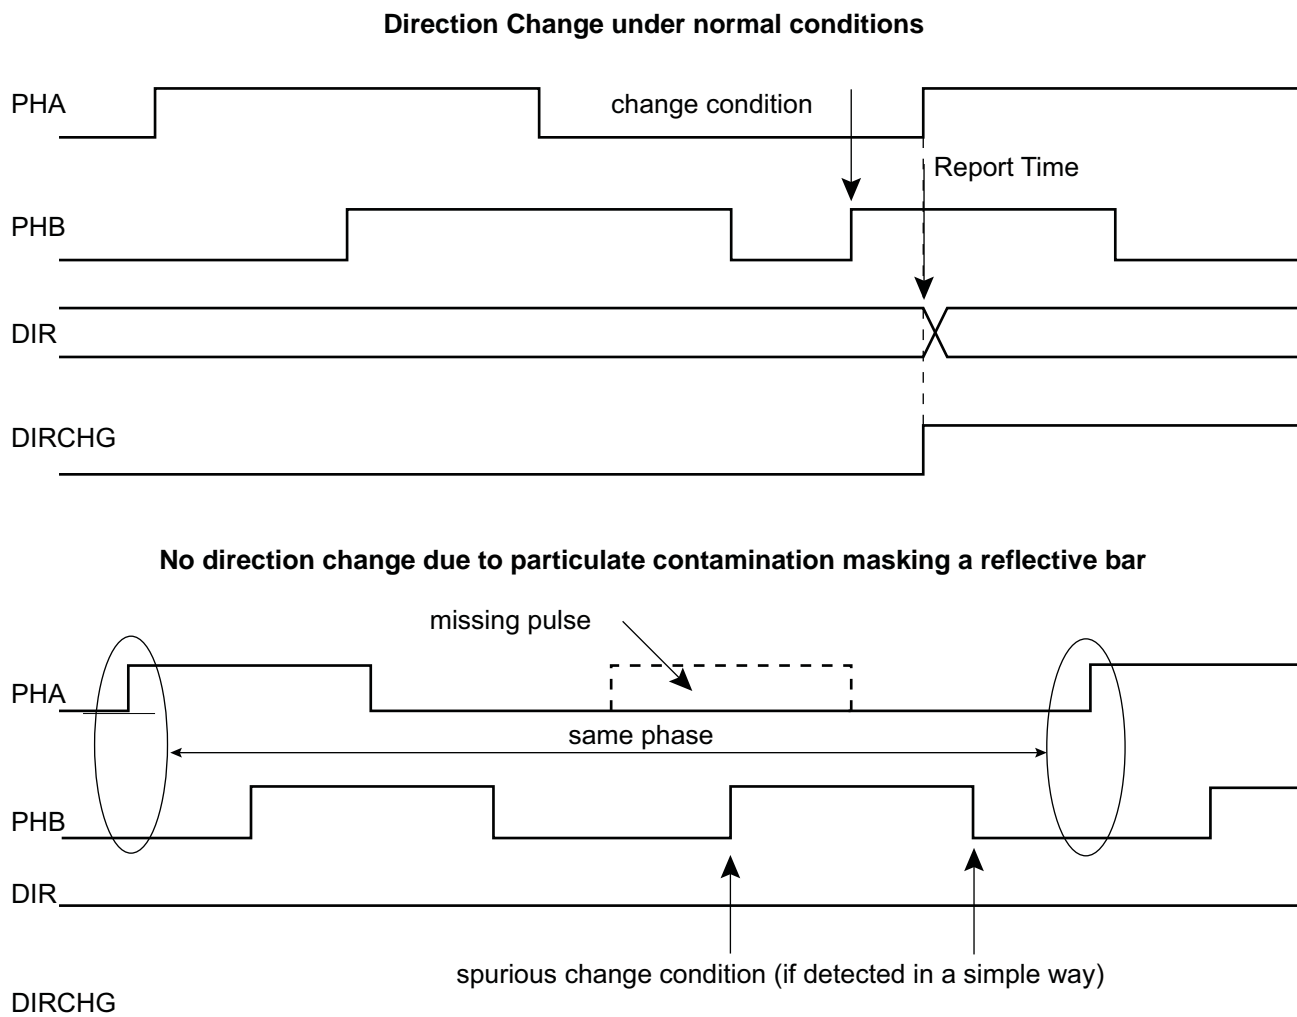 Direction Change under normal conditions
PHA
change condition
Report Time
PHB
DIR
DIRCHG
No direction change due to particulate contamination masking a reflective bar
missing pulse
PHA
same phase
PHB
DIR
spurious change condition (if detected in a simple way)
DIRCHG